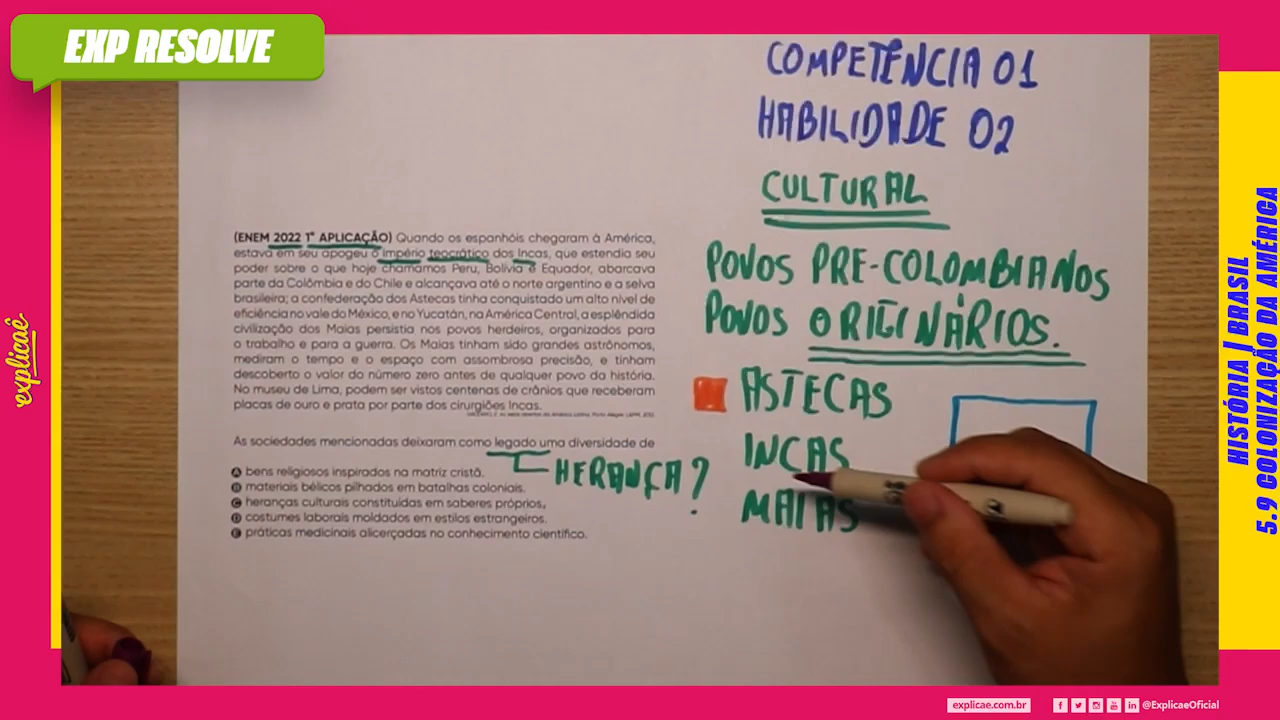 EXP RESOLVE
COMPETÊNCIA 01
HABILIDADE 02
CULTURAL
POVOS PRE-COLOMBIANOS
POVOS ORIGINÁRIOS.
ASTECAS
INCAS
MAIAS
(ENEM 2022 1ª APLICAÇÃO) Quando os espanhóis chegaram à América,
estava em seu apogeu o império teocrático dos Incas, que estendia seu
poder sobre o que hoje chamamos Peru, Bolívia e Equador, abarcava
parte da Colômbia e do Chile e alcançava até o norte argentino e a selva
brasileira; a confederação dos Astecas tinha conquistado um alto nível de
eficiência no vale do México, e no Yucatán, na América Central, a esplêndida
civilização dos Maias persistia nos povos herdeiros, organizados para
o trabalho e para a guerra. Os Maias tinham sido grandes astrônomos,
mediram o tempo e o espaço com assombrosa precisão, e tinham
descoberto o valor do número zero antes de qualquer povo da história.
No museu de Lima, podem ser vistos centenas de crânios que receberam
placas de ouro e prata por parte dos cirurgiões Incas.
As sociedades mencionadas deixaram como legado uma diversidade de
HERANÇA?
A bens religiosos inspirados na matriz cristã.
B materiais bélicos pilhados em batalhas coloniais.
C heranças culturais constituídas em saberes próprios.
D costumes laborais moldados em estilos estrangeiros.
E práticas medicinais alicerçadas no conhecimento científico.
explicaê
HISTÓRIA | BRASIL
5.9 COLONIZAÇÃO DA AMÉRICA
explicae.com.br
@ExplicaeOficial